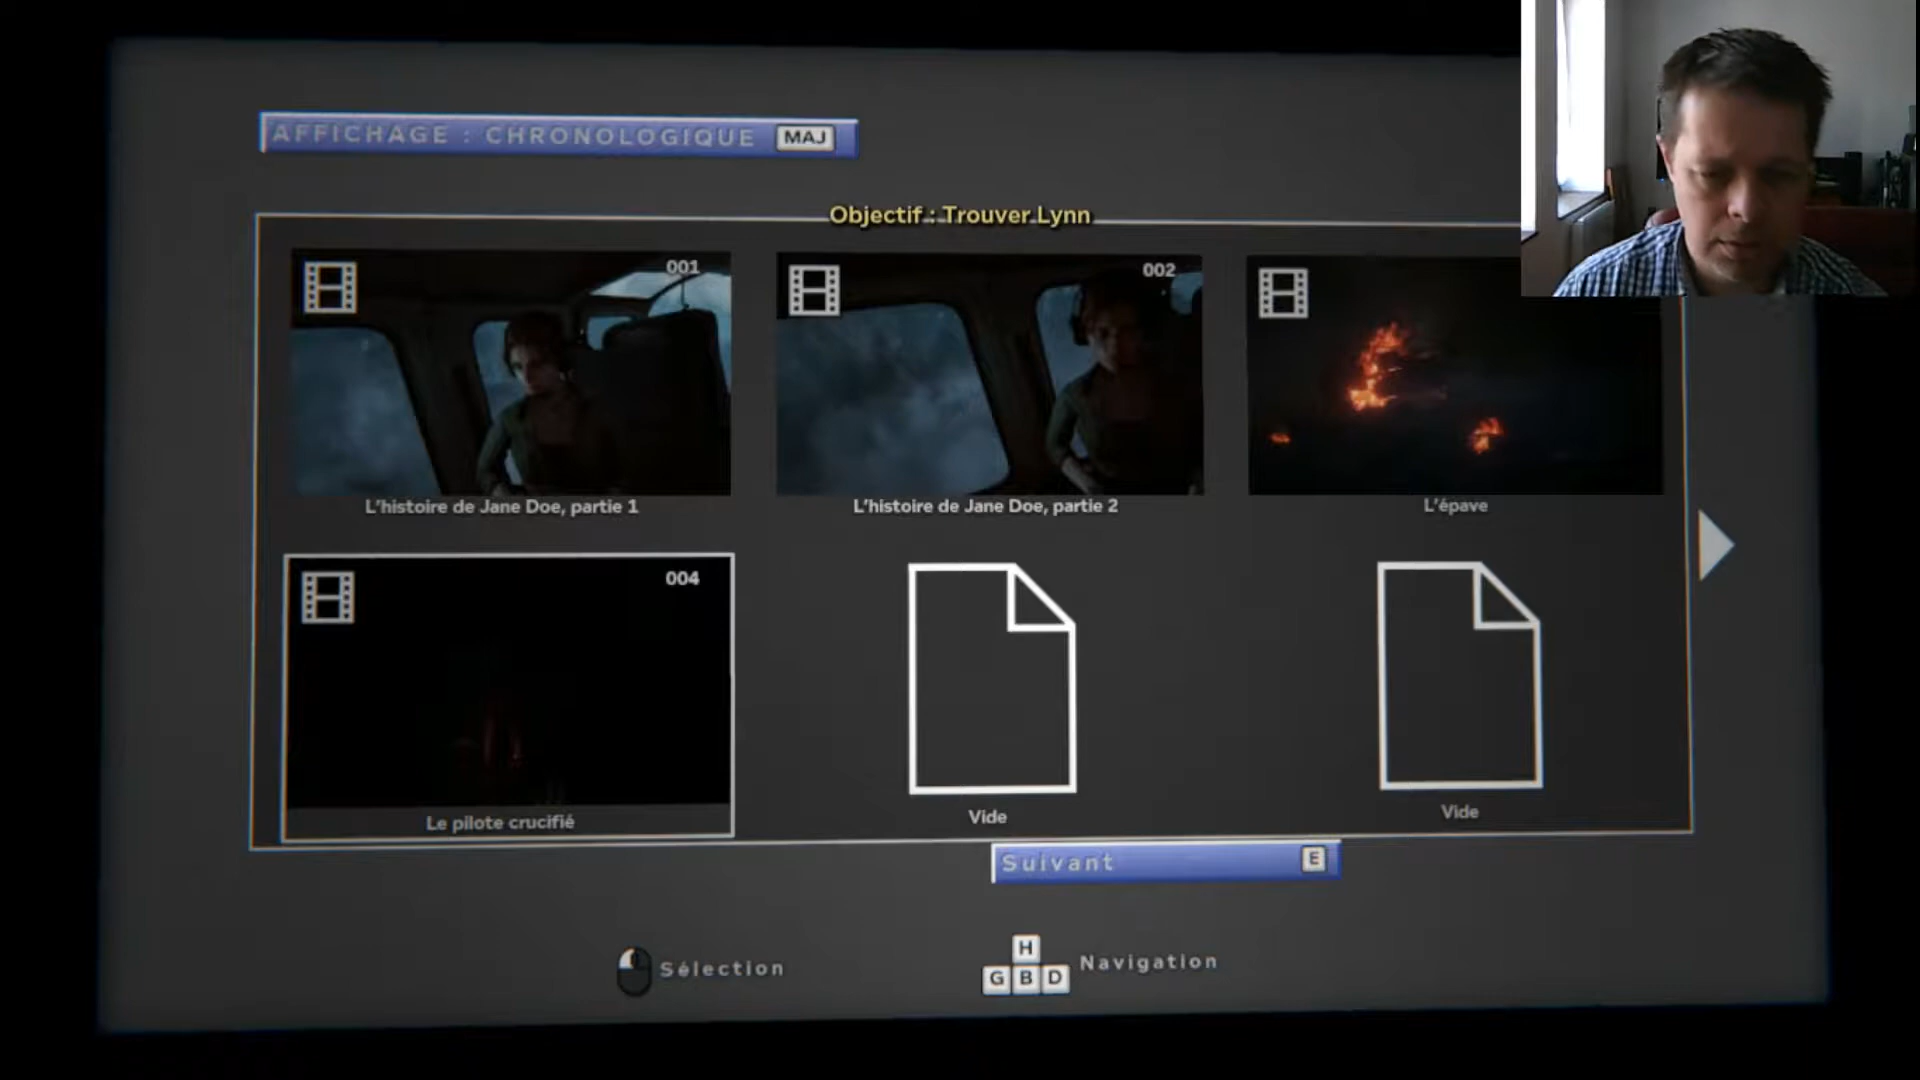 AFFICHAGE : CHRONOLOGIQUE MAJ
Objectif : Trouver Lynn
001
002
L'histoire de Jane Doe, partie 1
L'histoire de Jane Doe, partie 2
L'épave
004
Le pilote crucifié
Vide
Vide
Suivant E
Sélection
H
G B D
Navigation